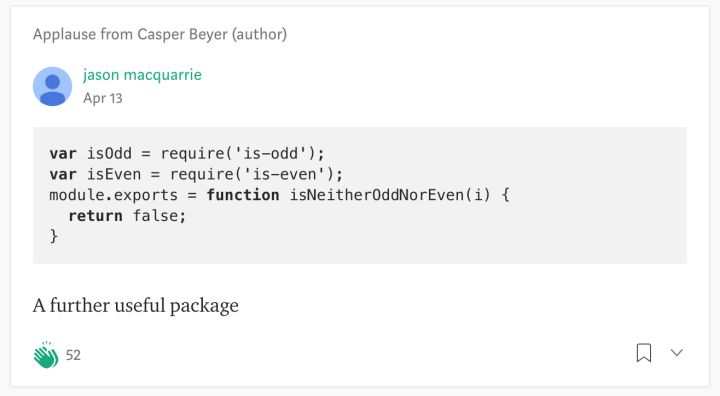 Applause from Casper Beyer (author)
jason macquarrie
Apr 13
var isOdd = require('is-odd');
var isEven = require('is-even');
module.exports = function isNeitherOddNorEven(i) {
  return false;
}
A further useful package
52